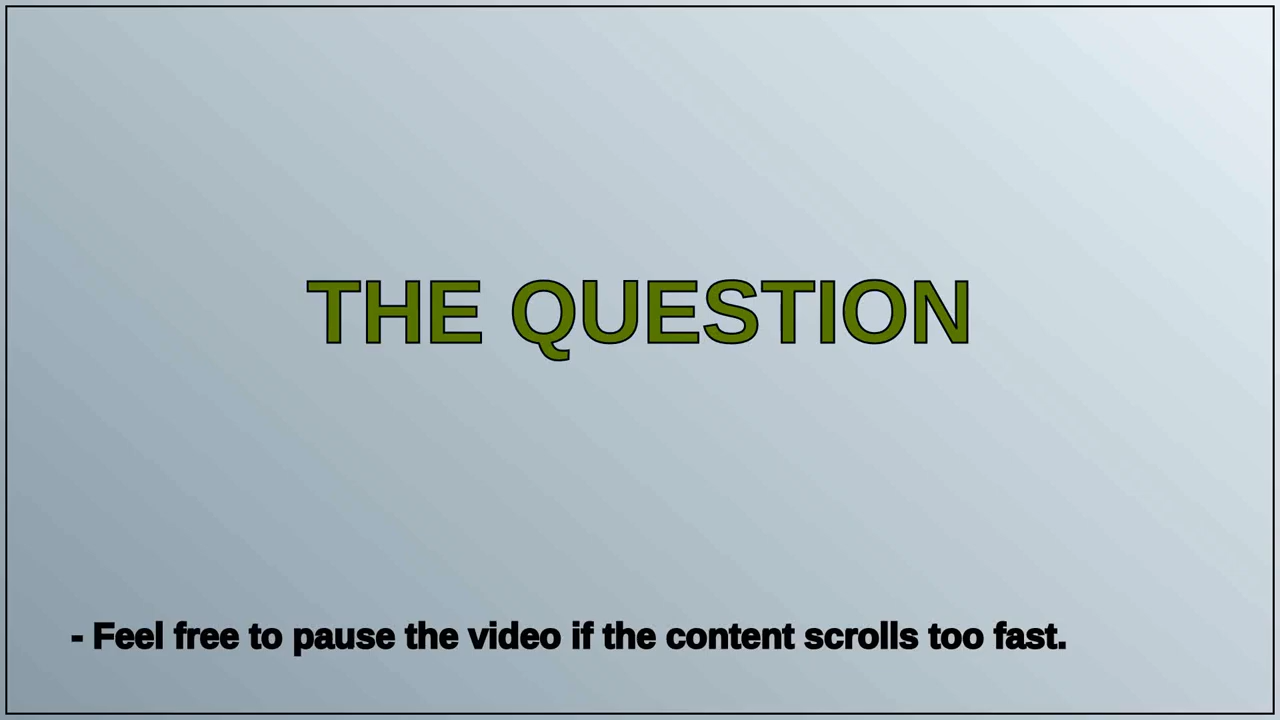 THE QUESTION
- Feel free to pause the video if the content scrolls too fast.